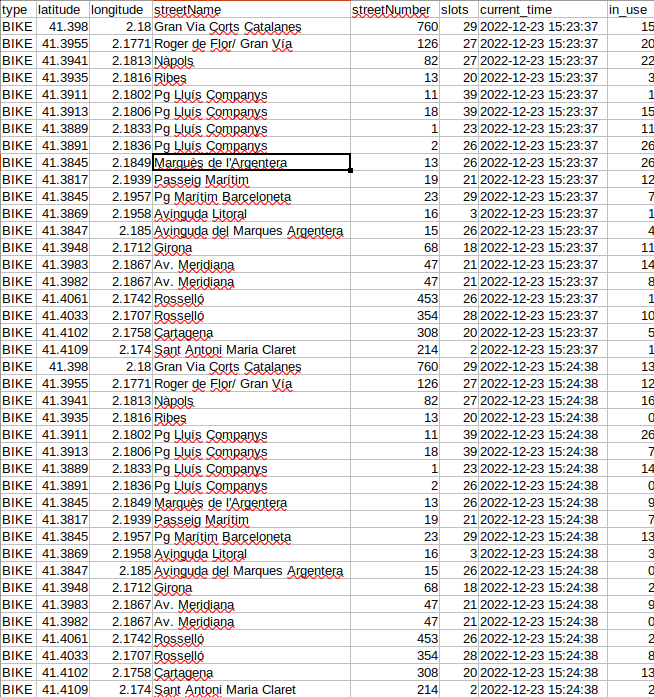 type latitude longitude streetName streetNumber slots current_time in_use
BIKE 41.398 2.18 Gran Via Corts Catalanes 760 29 2022-12-23 15:23:37 15
BIKE 41.3955 2.1771 Roger de Flor/ Gran Vía 126 27 2022-12-23 15:23:37 20
BIKE 41.3941 2.1813 Nàpols 82 27 2022-12-23 15:23:37 22
BIKE 41.3935 2.1816 Ribes 13 20 2022-12-23 15:23:37 3
BIKE 41.3911 2.1802 Pg Lluís Companys 11 39 2022-12-23 15:23:37 1
BIKE 41.3913 2.1806 Pg Lluís Companys 18 39 2022-12-23 15:23:37 15
BIKE 41.3889 2.1833 Pg Lluís Companys 1 23 2022-12-23 15:23:37 11
BIKE 41.3891 2.1836 Pg Lluís Companys 2 26 2022-12-23 15:23:37 26
BIKE 41.3845 2.1849 Marquès de l'Argentera 13 26 2022-12-23 15:23:37 26
BIKE 41.3817 2.1939 Passeig Marítim 19 21 2022-12-23 15:23:37 12
BIKE 41.3845 2.1957 Pg Marítim Barceloneta 23 29 2022-12-23 15:23:37 7
BIKE 41.3869 2.1958 Avinguda Litoral 16 3 2022-12-23 15:23:37 1
BIKE 41.3847 2.185 Avinguda del Marques Argentera 15 26 2022-12-23 15:23:37 4
BIKE 41.3948 2.1712 Girona 68 18 2022-12-23 15:23:37 11
BIKE 41.3983 2.1867 Av. Meridiana 47 21 2022-12-23 15:23:37 14
BIKE 41.3982 2.1867 Av. Meridiana 47 21 2022-12-23 15:23:37 8
BIKE 41.4061 2.1742 Rosselló 453 26 2022-12-23 15:23:37 1
BIKE 41.4033 2.1707 Rosselló 354 28 2022-12-23 15:23:37 10
BIKE 41.4102 2.1758 Cartagena 308 20 2022-12-23 15:23:37 5
BIKE 41.4109 2.174 Sant Antoni Maria Claret 214 2 2022-12-23 15:23:37 1
BIKE 41.398 2.18 Gran Via Corts Catalanes 760 29 2022-12-23 15:24:38 13
BIKE 41.3955 2.1771 Roger de Flor/ Gran Vía 126 27 2022-12-23 15:24:38 12
BIKE 41.3941 2.1813 Nàpols 82 27 2022-12-23 15:24:38 16
BIKE 41.3935 2.1816 Ribes 13 20 2022-12-23 15:24:38 0
BIKE 41.3911 2.1802 Pg Lluís Companys 11 39 2022-12-23 15:24:38 26
BIKE 41.3913 2.1806 Pg Lluís Companys 18 39 2022-12-23 15:24:38 7
BIKE 41.3889 2.1833 Pg Lluís Companys 1 23 2022-12-23 15:24:38 14
BIKE 41.3891 2.1836 Pg Lluís Companys 2 26 2022-12-23 15:24:38 0
BIKE 41.3845 2.1849 Marquès de l'Argentera 13 26 2022-12-23 15:24:38 9
BIKE 41.3817 2.1939 Passeig Marítim 19 21 2022-12-23 15:24:38 7
BIKE 41.3845 2.1957 Pg Marítim Barceloneta 23 29 2022-12-23 15:24:38 13
BIKE 41.3869 2.1958 Avinguda Litoral 16 3 2022-12-23 15:24:38 3
BIKE 41.3847 2.185 Avinguda del Marques Argentera 15 26 2022-12-23 15:24:38 0
BIKE 41.3948 2.1712 Girona 68 18 2022-12-23 15:24:38 2
BIKE 41.3983 2.1867 Av. Meridiana 47 21 2022-12-23 15:24:38 9
BIKE 41.3982 2.1867 Av. Meridiana 47 21 2022-12-23 15:24:38 0
BIKE 41.4061 2.1742 Rosselló 453 26 2022-12-23 15:24:38 2
BIKE 41.4033 2.1707 Rosselló 354 28 2022-12-23 15:24:38 8
BIKE 41.4102 2.1758 Cartagena 308 20 2022-12-23 15:24:38 13
BIKE 41.4109 2.174 Sant Antoni Maria Claret 214 2 2022-12-23 15:24:38 2